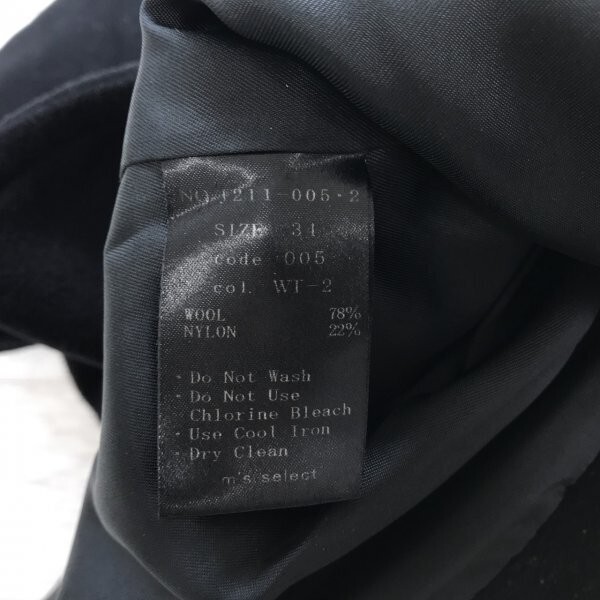 NO.1211-005・2
SIZE 34
Code 005
col. WT-2
WOOL 78%
NYLON 22%
・Do Not Wash
・Do Not Use
Chlorine Bleach
・Use Cool Iron
・Dry Clean
m's select